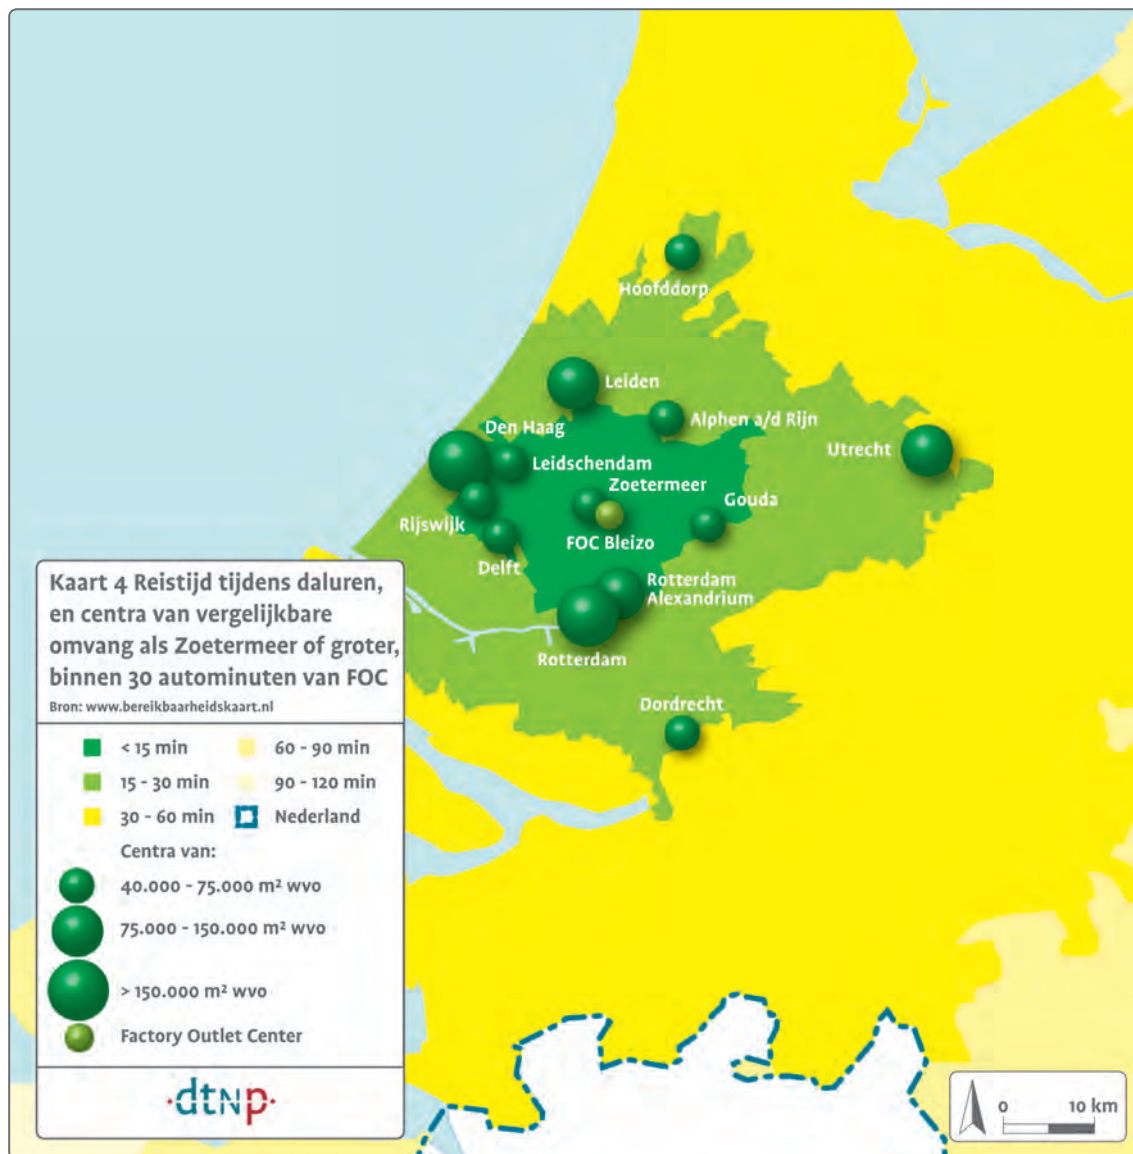 Hoofddorp
Leiden
Alphen a/d Rijn
Den Haag
Utrecht
Leidschendam
Zoetermeer
Gouda
Rijswijk
FOC Bleizo
Delft
Rotterdam
Alexandrium
Rotterdam
Dordrecht
Kaart 4 Reistijd tijdens daluren,
en centra van vergelijkbare
omvang als Zoetermeer of groter,
binnen 30 autominuten van FOC
Bron: www.bereikbaarheidskaart.nl
< 15 min
60 - 90 min
15 - 30 min
90 - 120 min
30 - 60 min
Nederland
Centra van:
40.000 - 75.000 m² wvo
75.000 - 150.000 m² wvo
> 150.000 m² wvo
Factory Outlet Center
·dtNp·
0 10 km